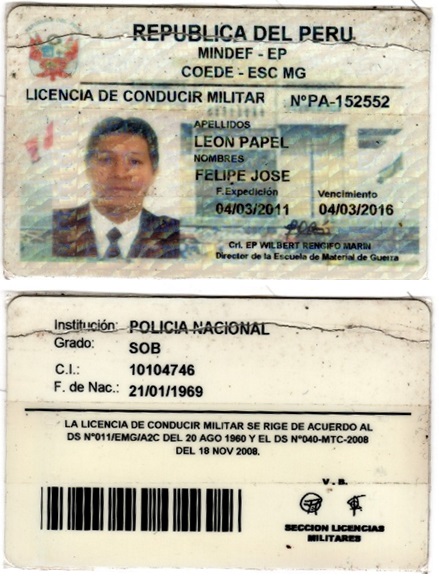 REPUBLICA DEL PERU
MINDEF - EP
COEDE - ESC MG
LICENCIA DE CONDUCIR MILITAR NºPA-152552
APELLIDOS
LEON PAPEL
NOMBRES
FELIPE JOSE
F.Expedición Vencimiento
04/03/2011 04/03/2016
Crl. EP WILBERT RENGIFO MARIN
Director de la Escuela de Material de Guerra
Institución: POLICIA NACIONAL
Grado: SOB
C.I.: 10104746
F. de Nac.: 21/01/1969
LA LICENCIA DE CONDUCIR MILITAR SE RIGE DE ACUERDO AL
DS Nº011/EMG/A2C DEL 20 AGO 1960 Y EL DS Nº040-MTC-2008
DEL 18 NOV 2008.
V . B .
SECCION LICENCIAS
MILITARES